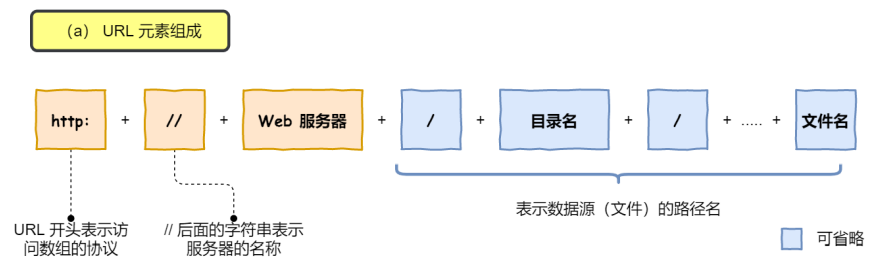 (a) URL 元素组成
http: + // + Web 服务器 + / + 目录名 + / + ..... + 文件名
表示数据源（文件）的路径名
URL 开头表示访
问数组的协议
// 后面的字符串表示
服务器的名称
可省略